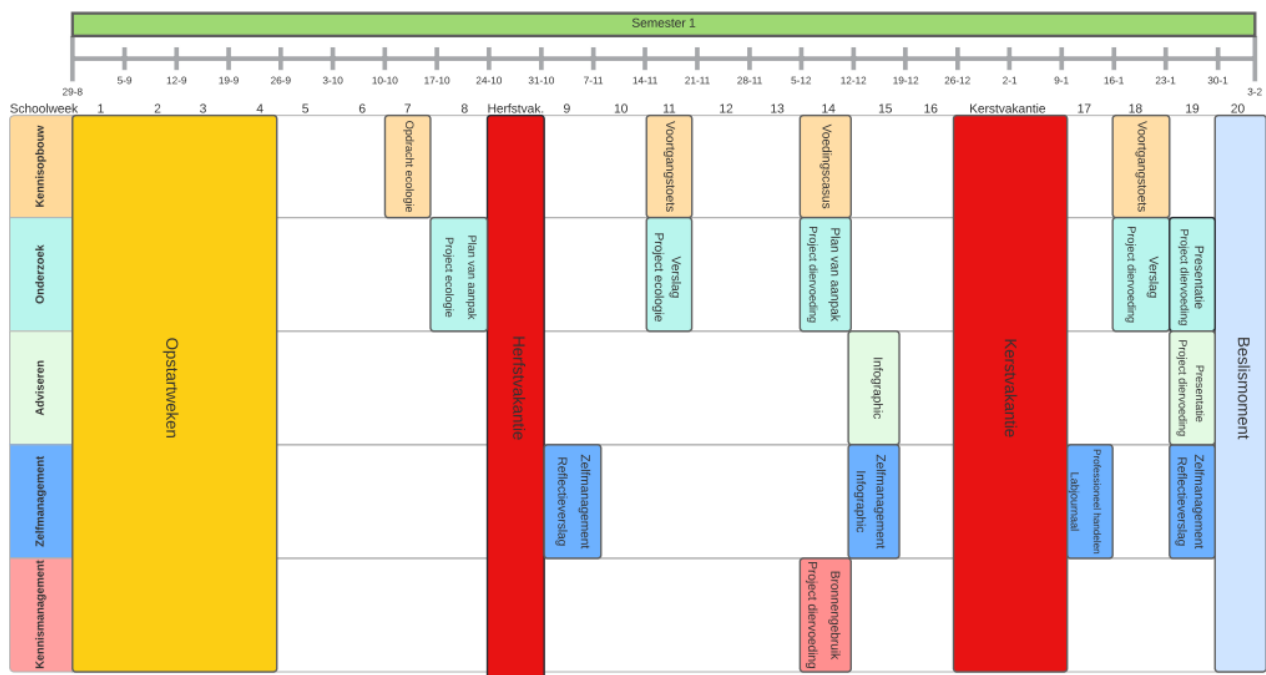 Semester 1
29-8
5-9
12-9
19-9
26-9
3-10
10-10
17-10
24-10
31-10
7-11
14-11
21-11
28-11
5-12
12-12
19-12
26-12
2-1
9-1
16-1
23-1
30-1
3-2
Schoolweek 1 2 3 4 5 6 7 8 Herfstvak. 9 10 11 12 13 14 15 16 Kerstvakantie 17 18 19 20
Kennisopbouw
Opdracht ecologie
Voortgangstoets
Voedingscasus
Voortgangstoets
Onderzoek
Plan van aanpak
Project ecologie
Verslag
Project ecologie
Plan van aanpak
Project diervoeding
Verslag
Project diervoeding
Presentatie
Project diervoeding
Adviseren
Infographic
Presentatie
Project diervoeding
Zelfmanagement
Zelfmanagement
Reflectieverslag
Zelfmanagement
Infographic
Professioneel handelen
Labjournaal
Zelfmanagement
Reflectieverslag
Kennismanagement
Bronnengebruik
Project diervoeding
Opstartweken
Herfstvakantie
Kerstvakantie
Beslismoment